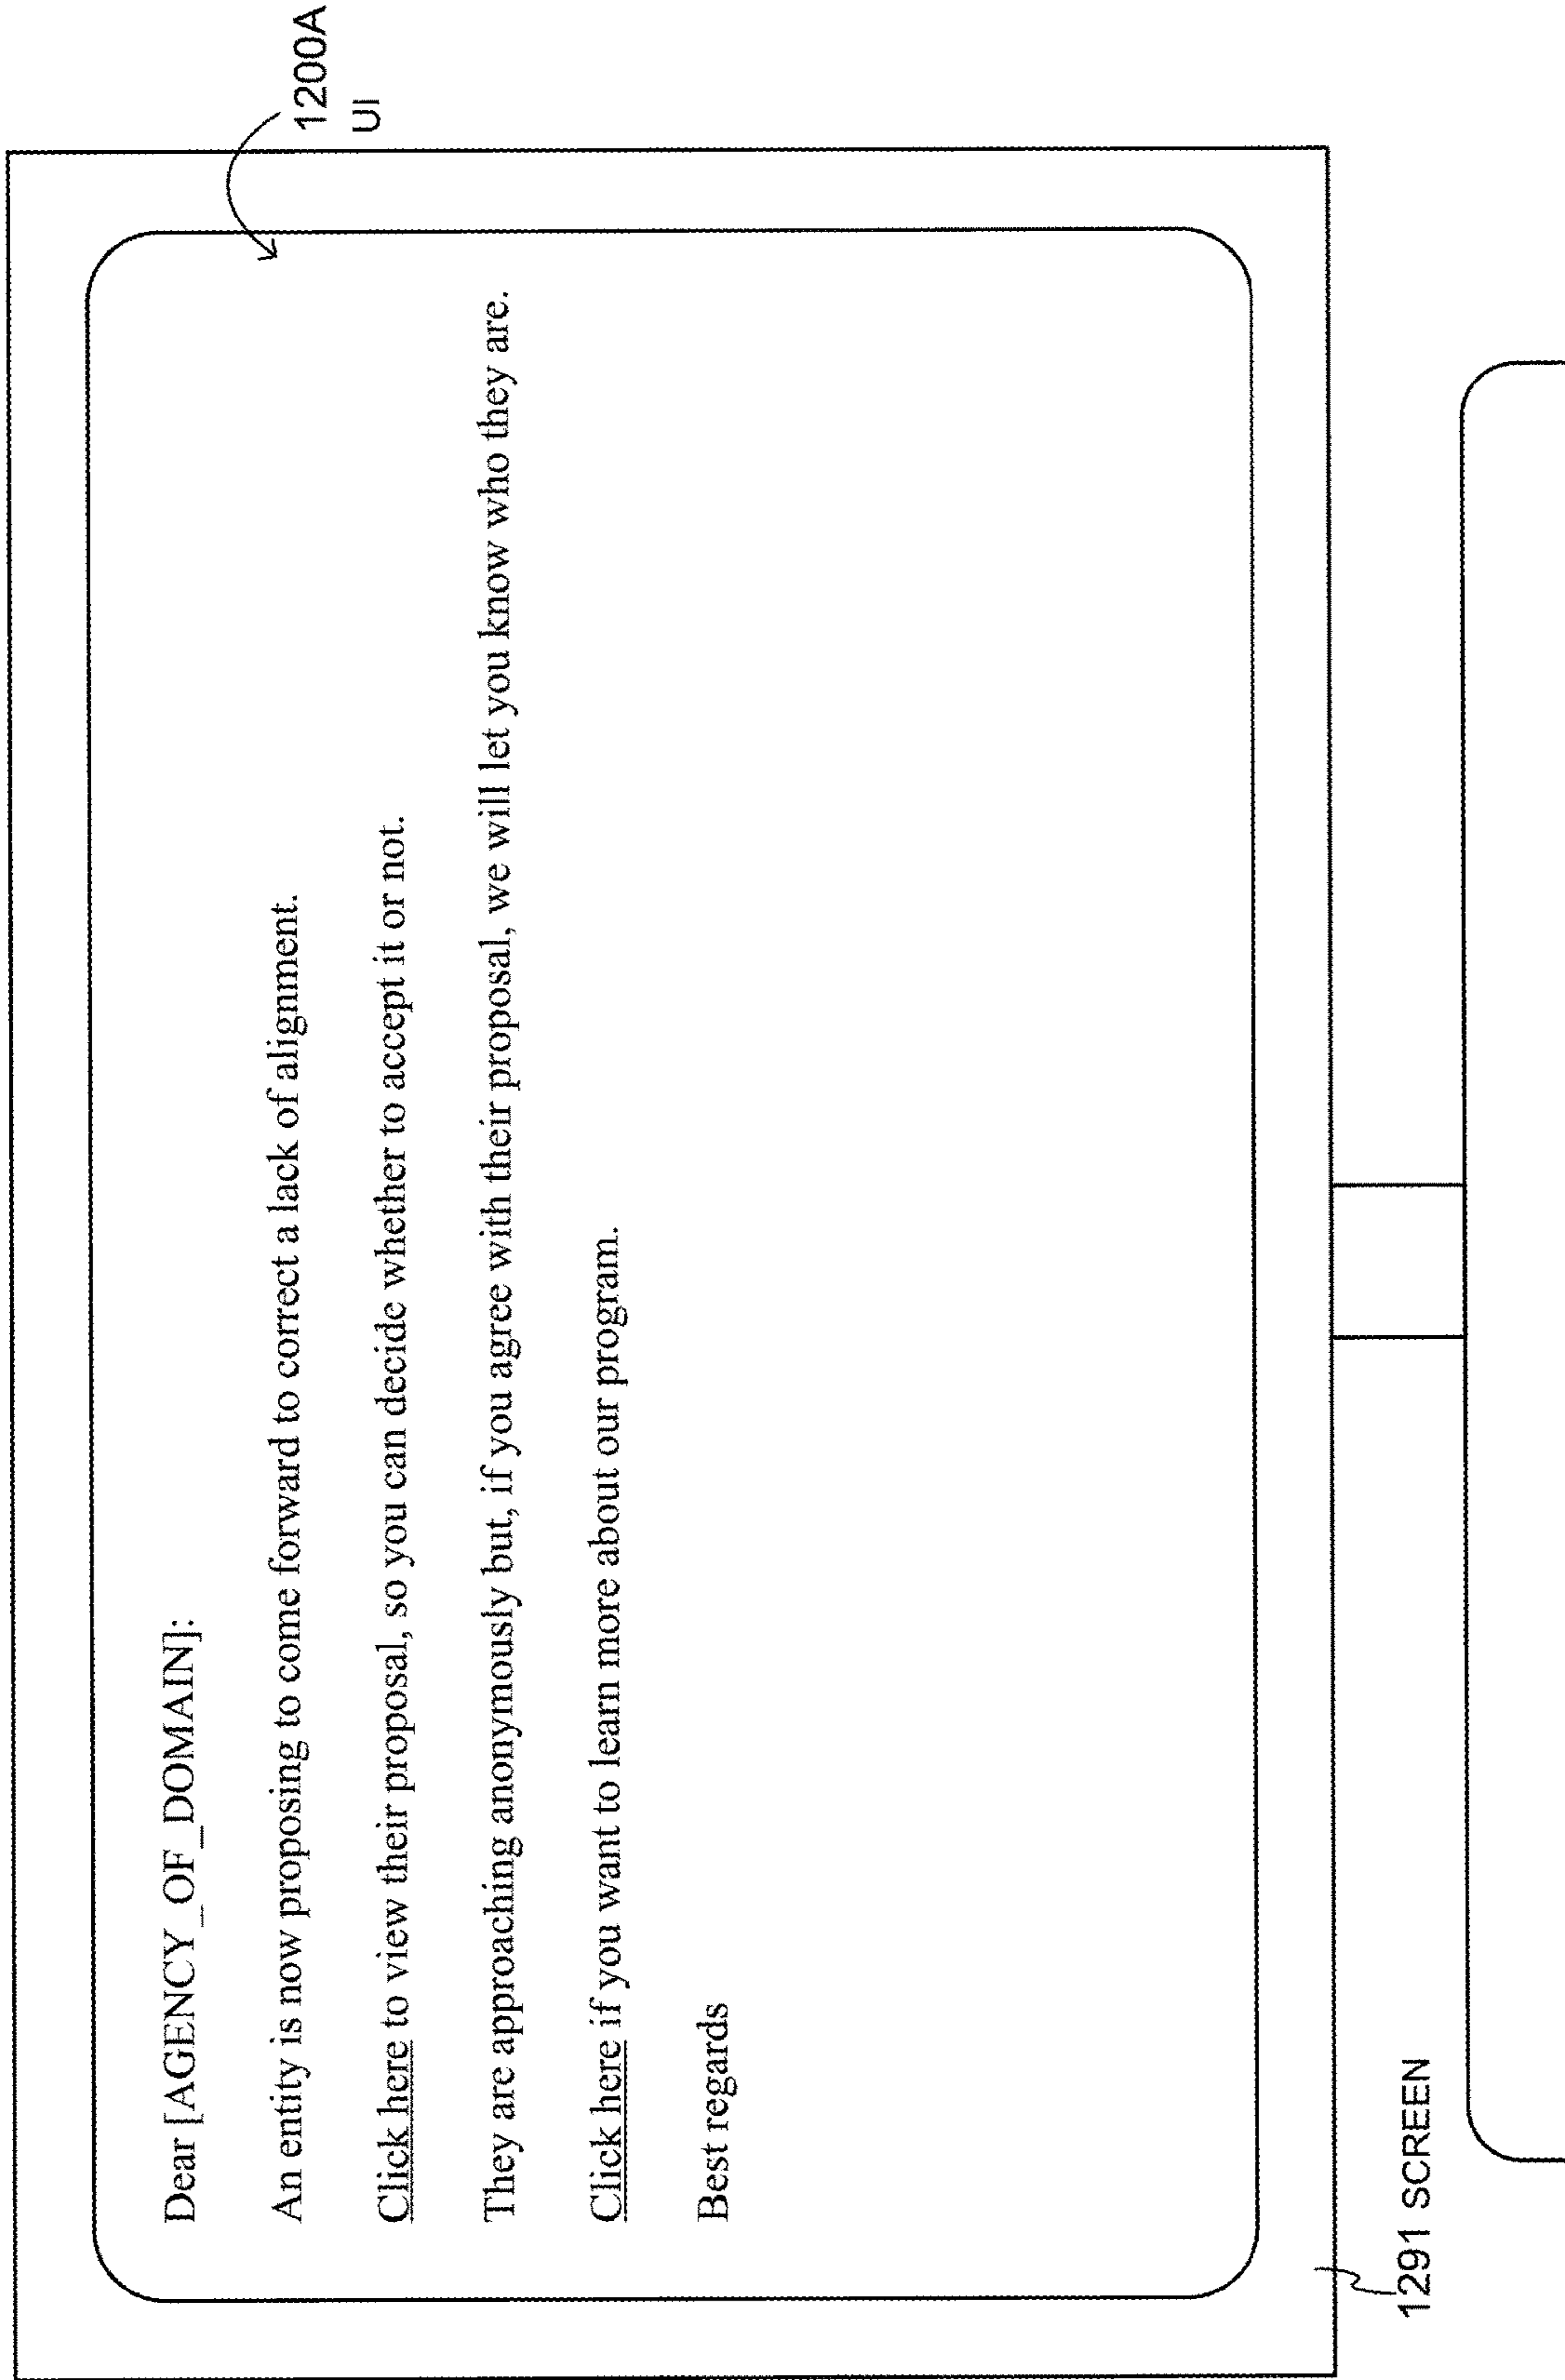 1200A
UI
Dear [AGENCY_OF_DOMAIN]:
An entity is now proposing to come forward to correct a lack of alignment.
Click here to view their proposal, so you can decide whether to accept it or not.
They are approaching anonymously but, if you agree with their proposal, we will let you know who they are.
Click here if you want to learn more about our program.
Best regards
1291 SCREEN